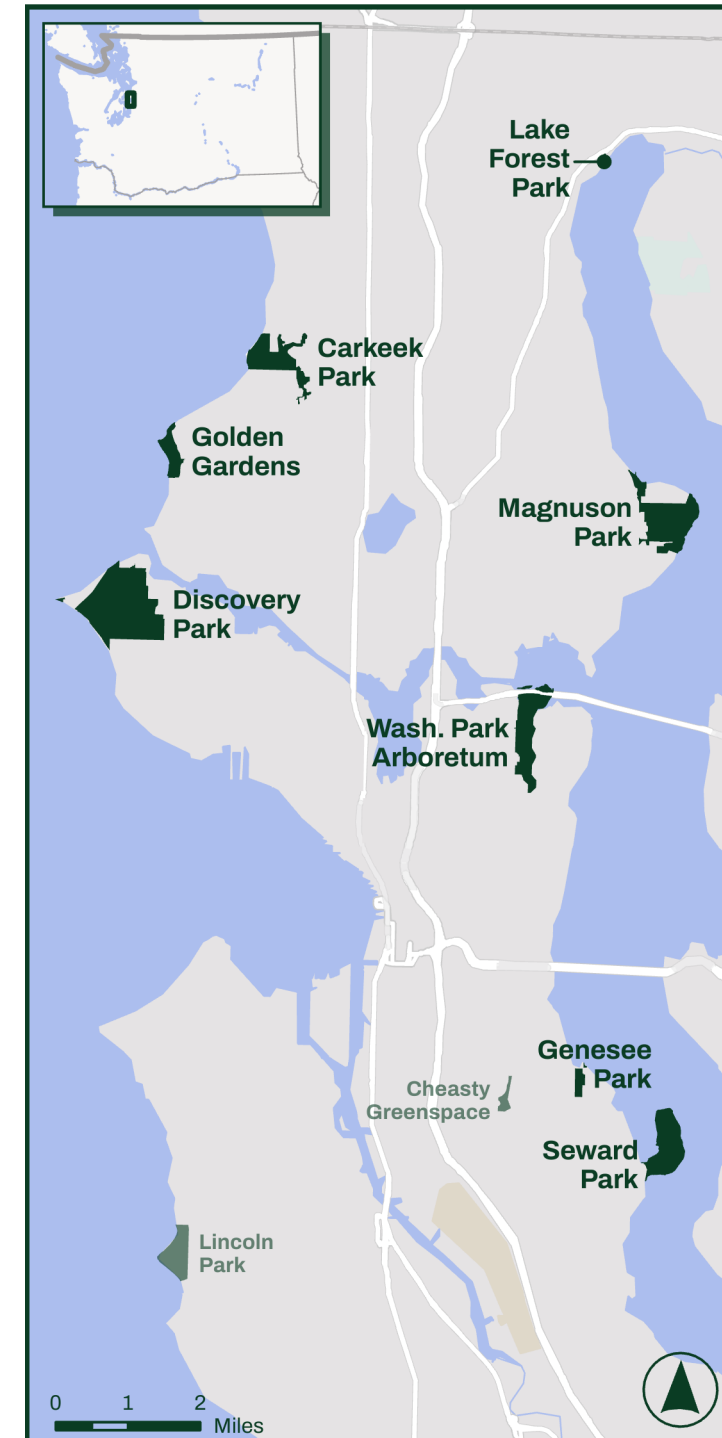 Lake
Forest
Park
Carkeek
Park
Golden
Gardens
Magnuson
Park
Discovery
Park
Wash. Park
Arboretum
Genesee
Park
Cheasty
Greenspace
Seward
Park
Lincoln
Park
0 1 2
Miles